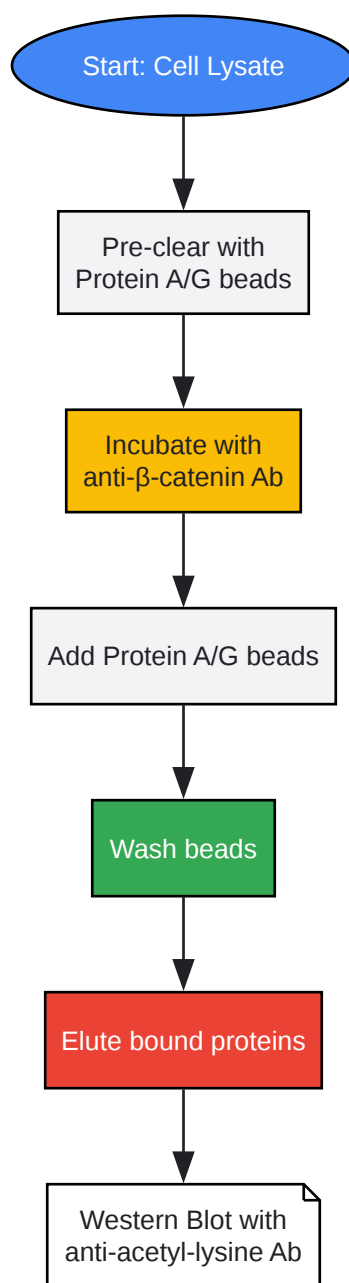 Start: Cell Lysate
Pre-clear with
Protein A/G beads
Incubate with
anti-β-catenin Ab
Add Protein A/G beads
Wash beads
Elute bound proteins
Western Blot with
anti-acetyl-lysine Ab